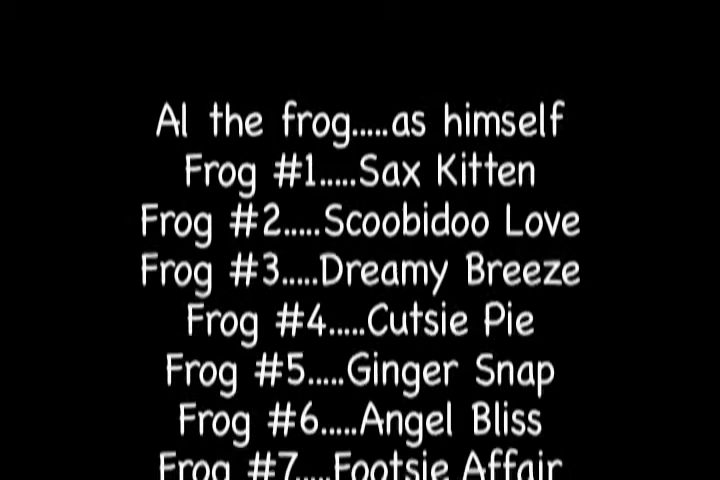 Al the frog.....as himself
Frog #1.....Sax Kitten
Frog #2.....Scoobidoo Love
Frog #3.....Dreamy Breeze
Frog #4.....Cutsie Pie
Frog #5.....Ginger Snap
Frog #6.....Angel Bliss
Frog #7.....Footsie Affair